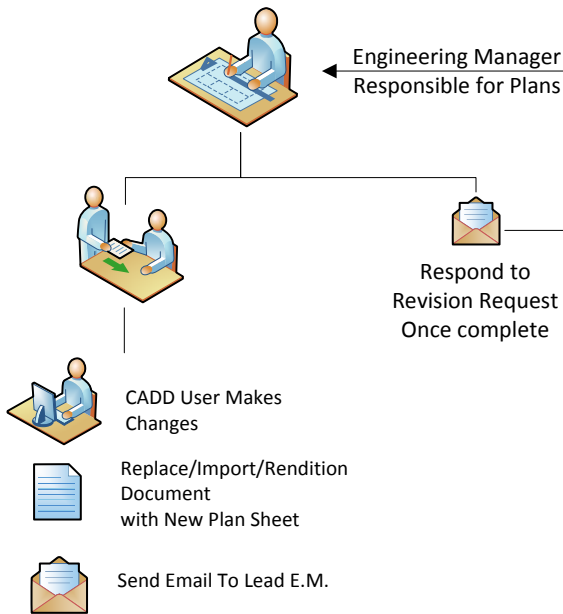 Engineering Manager
Responsible for Plans
Respond to
Revision Request
Once complete
CADD User Makes
Changes
Replace/Import/Rendition
Document
with New Plan Sheet
Send Email To Lead E.M.